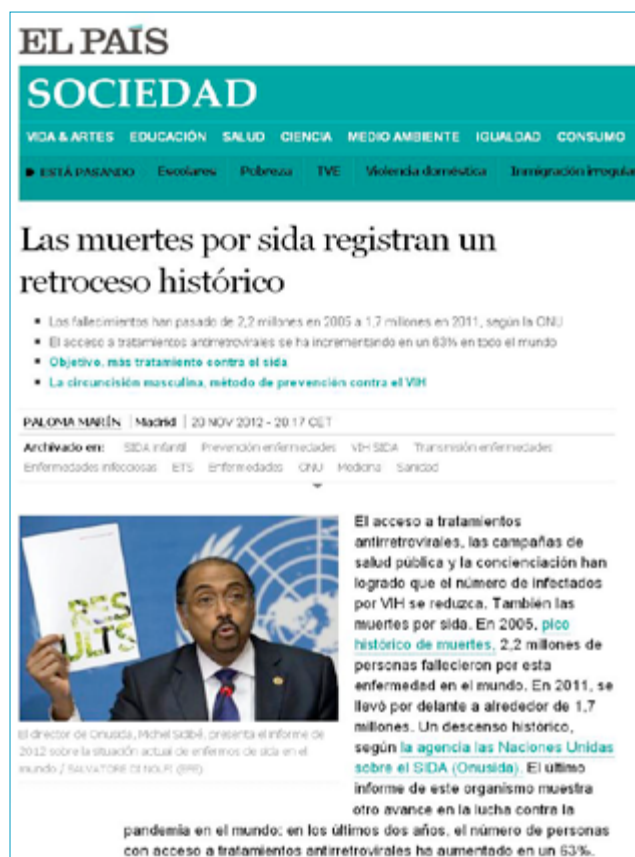 EL PAÍS
SOCIEDAD
VIDA & ARTES EDUCACIÓN SALUD CIENCIA MEDIO AMBIENTE IGUALDAD CONSUMO
ESTÁ PASANDO Escolares Pobreza TVE Violencia doméstica Inmigración irregular
Las muertes por sida registran un
retroceso histórico
Los fallecimientos han pasado de 2,2 millones en 2005 a 1,7 millones en 2011, según la ONU
El acceso a tratamientos antirretrovirales se ha incrementando en un 63% en todo el mundo
Objetivo, más tratamiento contra el sida
La circuncisión masculina, método de prevención contra el VIH
PALOMA MARÍN | Madrid | 20 NOV 2012 - 20:17 CET
Archivado en: SIDA infantil Prevención enfermedades VIH SIDA Transmisión enfermedades
Enfermedades infecciosas ETS Enfermedades ONU Medicina Sanidad
RES
ULTS
El director de Onusida, Michel Sidibé, presenta el informe de
2012 sobre la situación actual de enfermos de sida en el
mundo / SALVATORE DI NOLFI (EFE)
El acceso a tratamientos
antirretrovirales, las campañas de
salud pública y la concienciación han
logrado que el número de infectados
por VIH se reduzca. También las
muertes por sida. En 2005, pico
histórico de muertes, 2,2 millones de
personas fallecieron por esta
enfermedad en el mundo. En 2011, se
llevó por delante a alrededor de 1,7
millones. Un descenso histórico,
según la agencia las Naciones Unidas
sobre el SIDA (Onusida). El último
informe de este organismo muestra
otro avance en la lucha contra la
pandemia en el mundo: en los últimos dos años, el número de personas
con acceso a tratamientos antirretrovirales ha aumentado en un 63%.